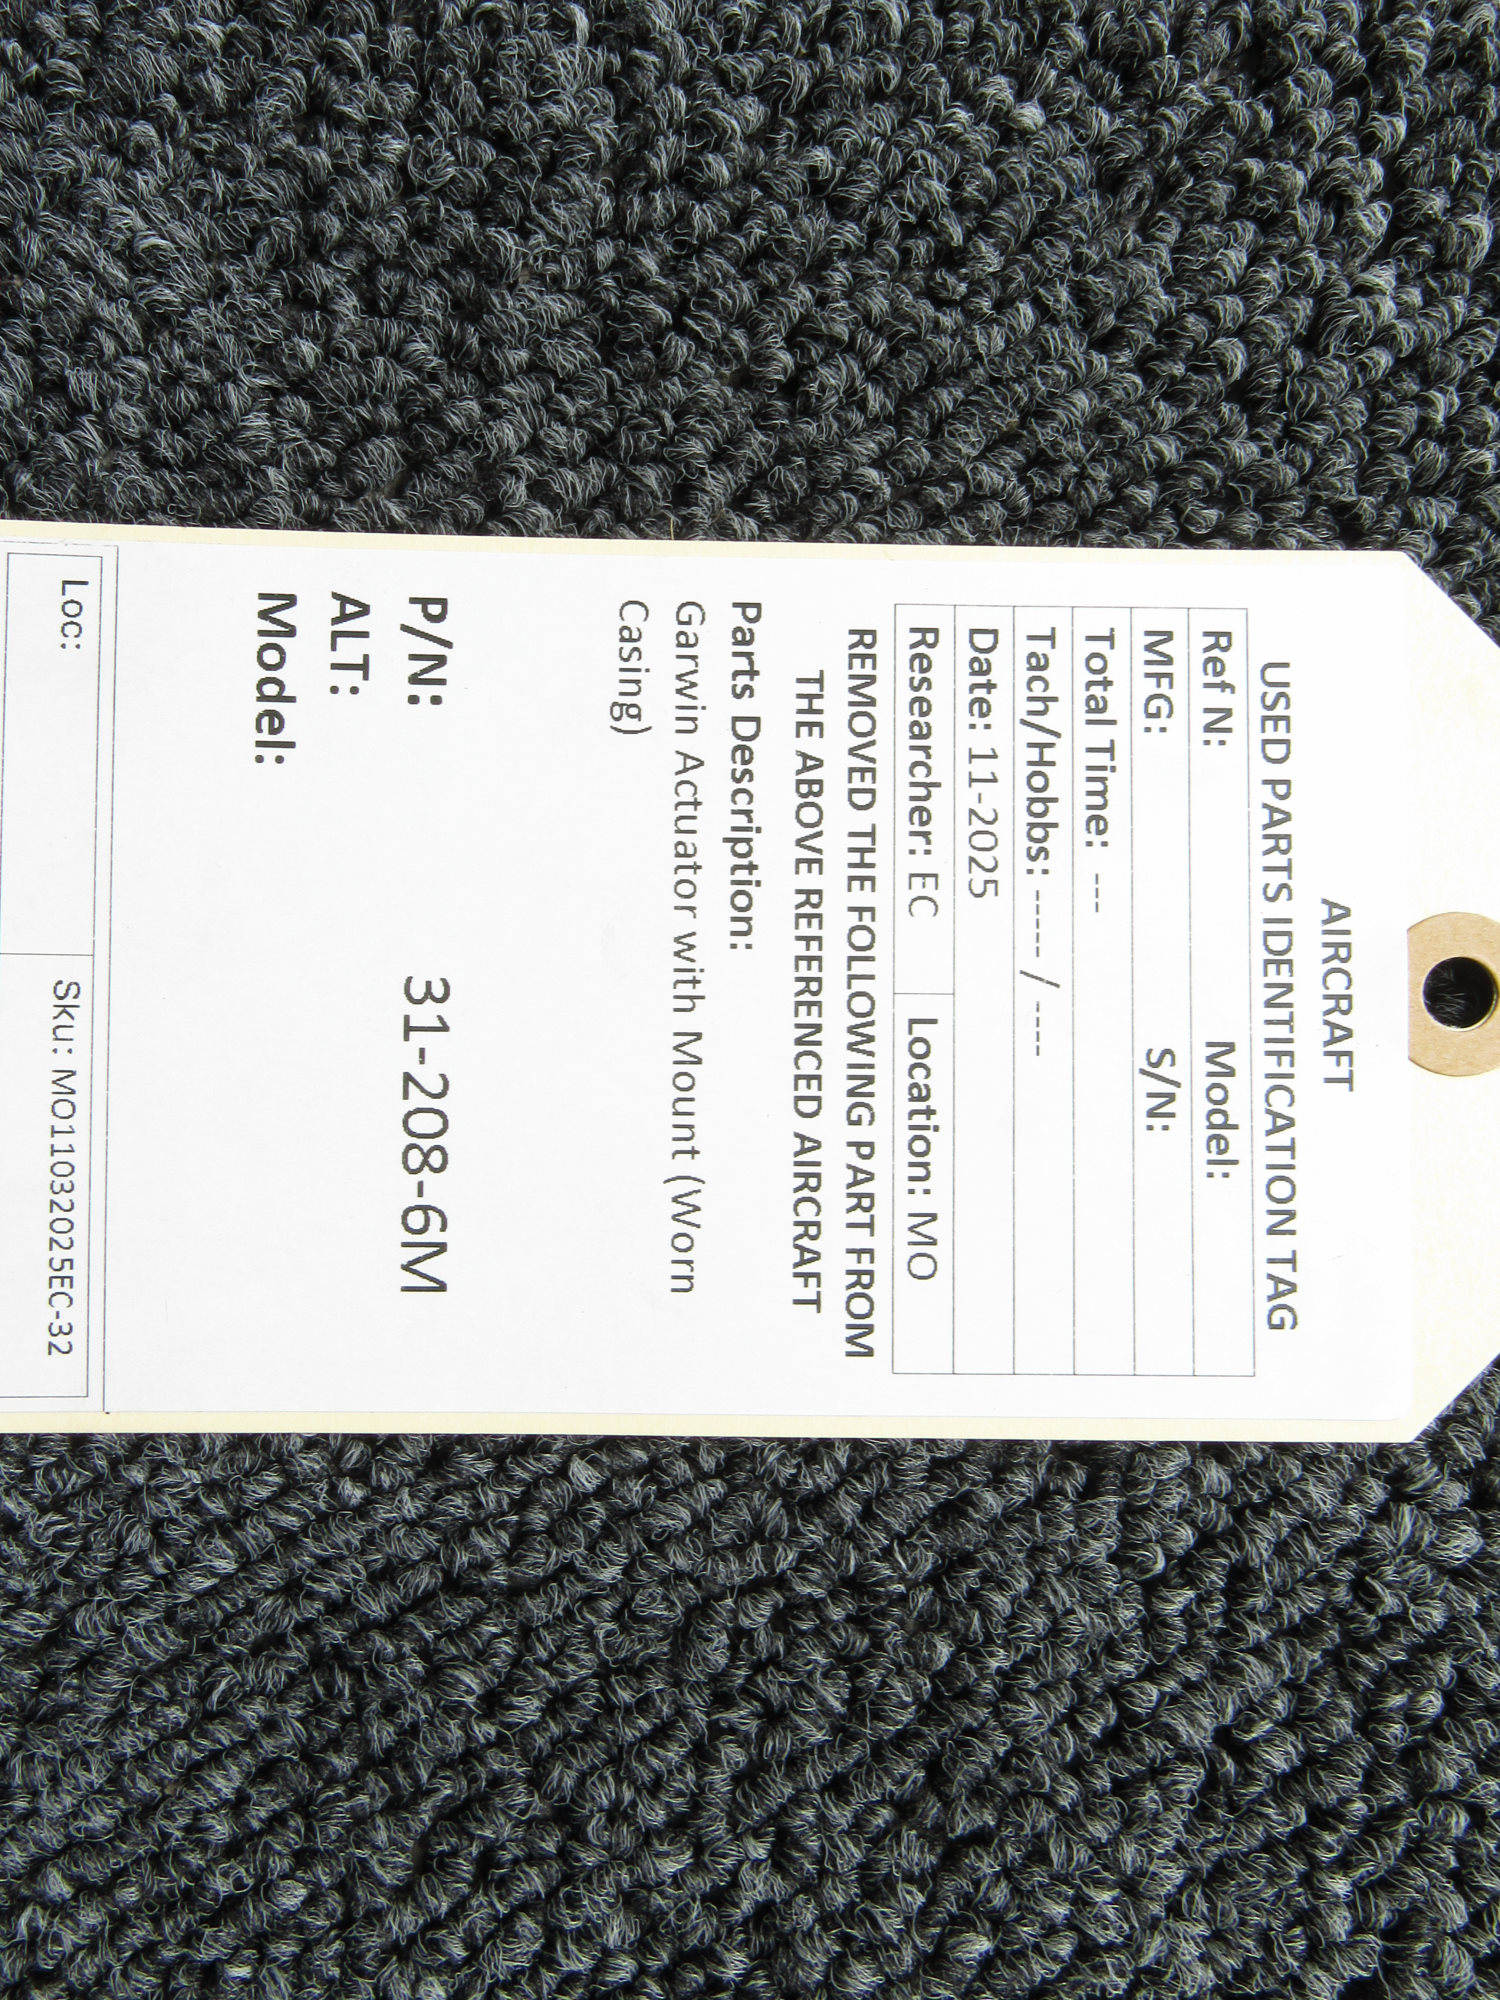 AIRCRAFT
USED PARTS IDENTIFICATION TAG
Ref N: Model:
MFG: S/N:
Total Time: ---
Tach/Hobbs: ----- / ----
Date: 11-2025
Researcher: EC Location: MO
REMOVED THE FOLLOWING PART FROM
THE ABOVE REFERENCED AIRCRAFT
Parts Description:
Garwin Actuator with Mount (Worn
Casing)
P/N: 31-208-6M
ALT:
Model:
Loc: Sku: MO11032025EC-32